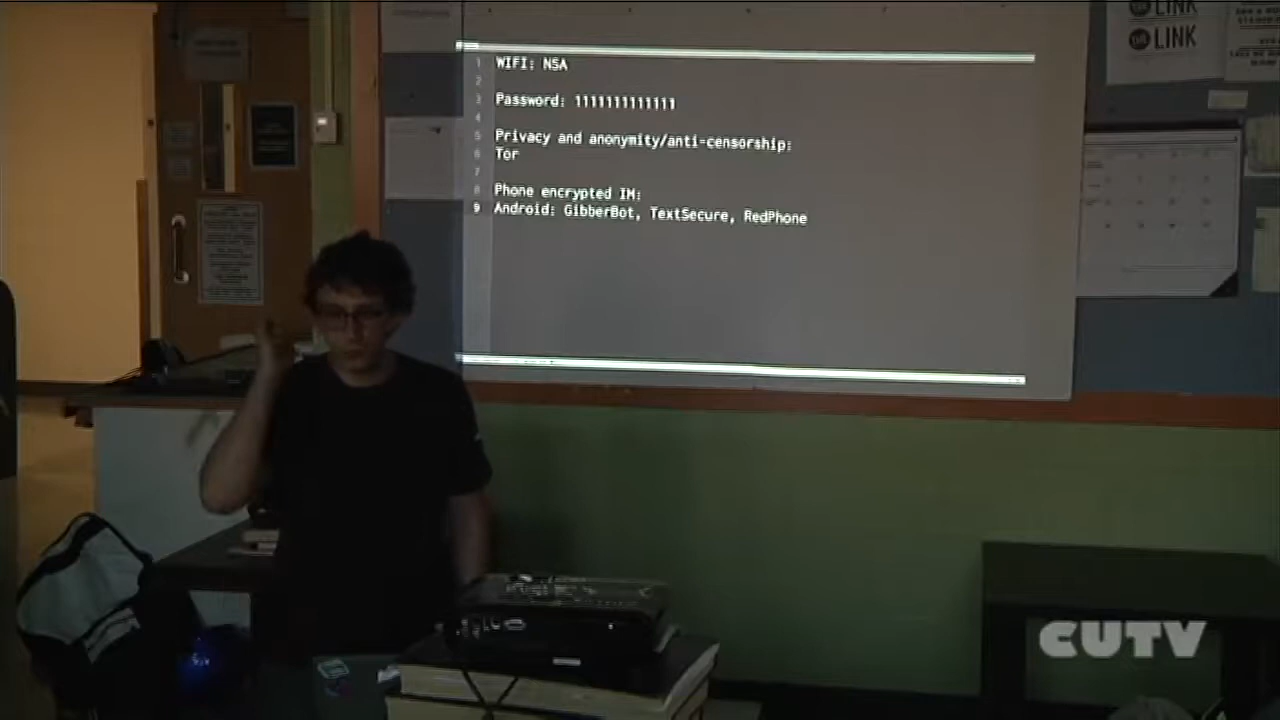 LINK
LINK
1 WIFI: NSA
2
3 Password: 1111111111111
4
5 Privacy and anonymity/anti-censorship:
6 Tor
7
8 Phone encrypted IM:
9 Android: GibberBot, TextSecure, RedPhone
CUTV